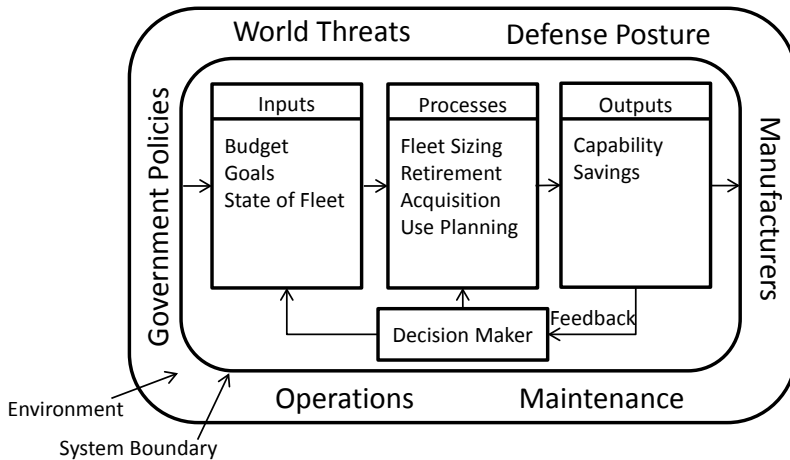 World Threats
Defense Posture
Government Policies
Manufacturers
Inputs
Budget
Goals
State of Fleet
Processes
Fleet Sizing
Retirement
Acquisition
Use Planning
Outputs
Capability
Savings
Decision Maker
Feedback
Operations
Maintenance
Environment
System Boundary